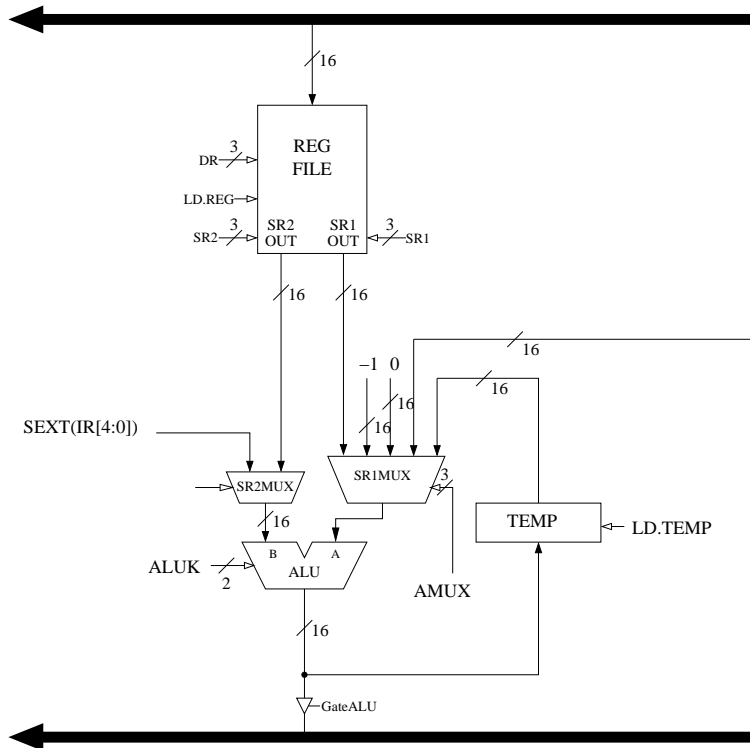 16
REG
FILE
3
DR
LD.REG
3
SR2
SR2
OUT
SR1
OUT
3
SR1
16
16
16
−1 0
16
16
16
SEXT(IR[4:0])
SR2MUX
SR1MUX
3
16
TEMP
LD.TEMP
B
A
ALU
ALUK
2
AMUX
16
GateALU